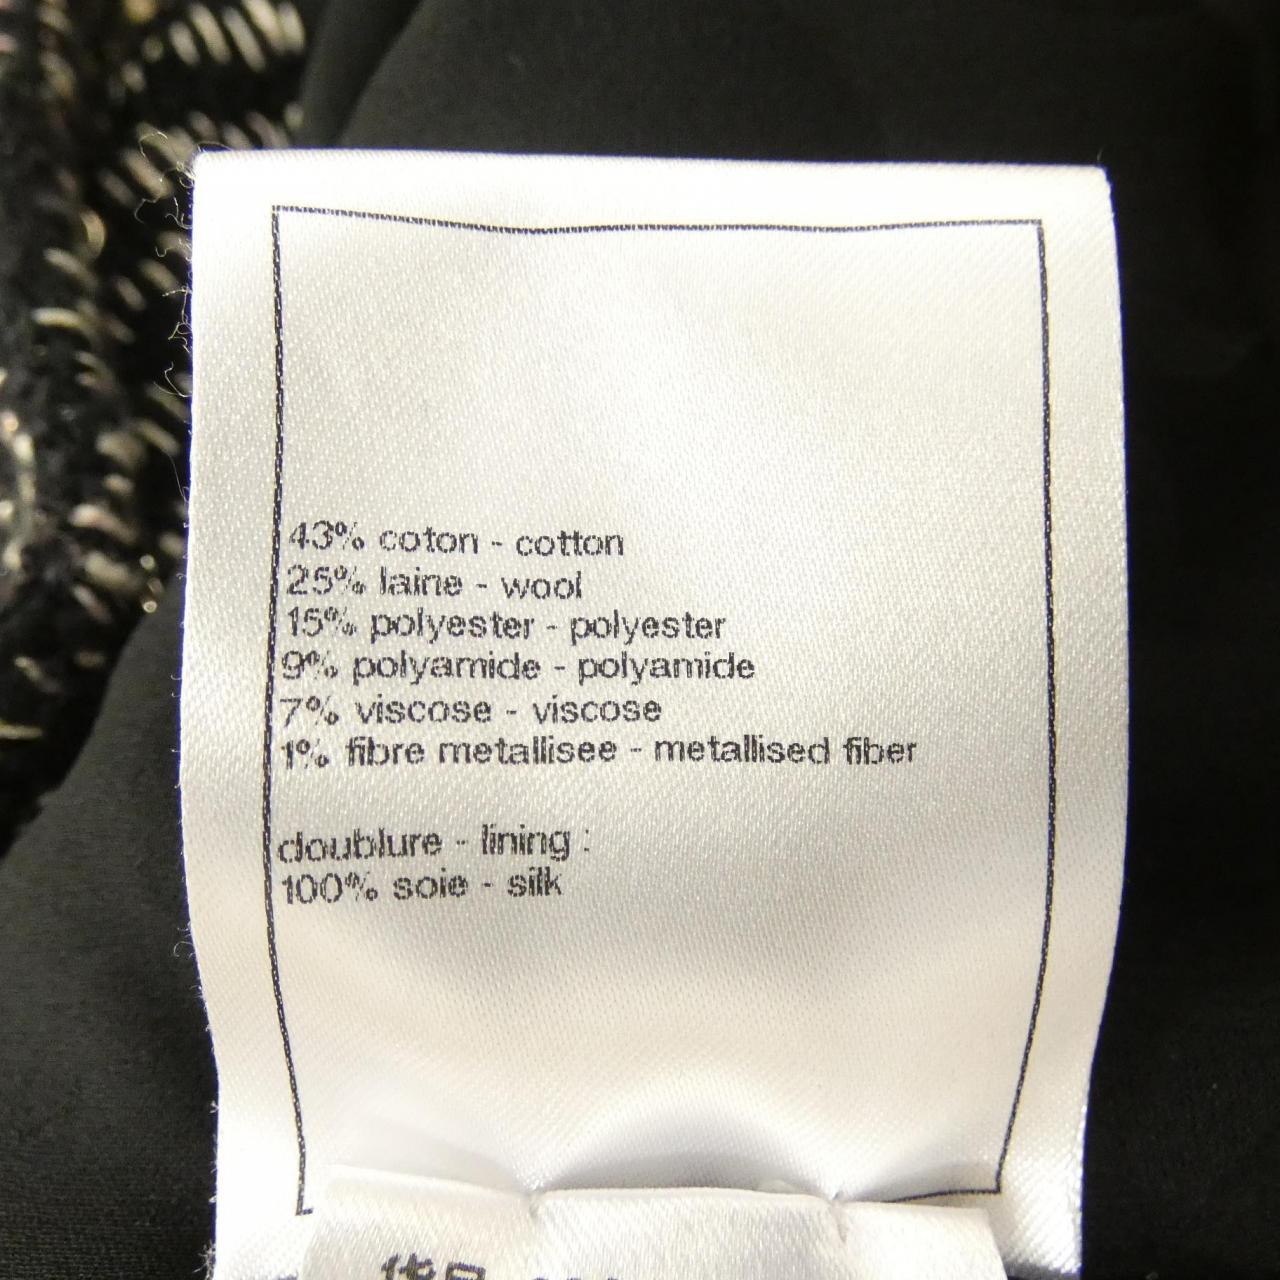 43% coton - cotton
25% laine - wool
15% polyester - polyester
9% polyamide - polyamide
7% viscose - viscose
1% fibre metallisee - metallised fiber
doublure - lining :
100% soie - silk